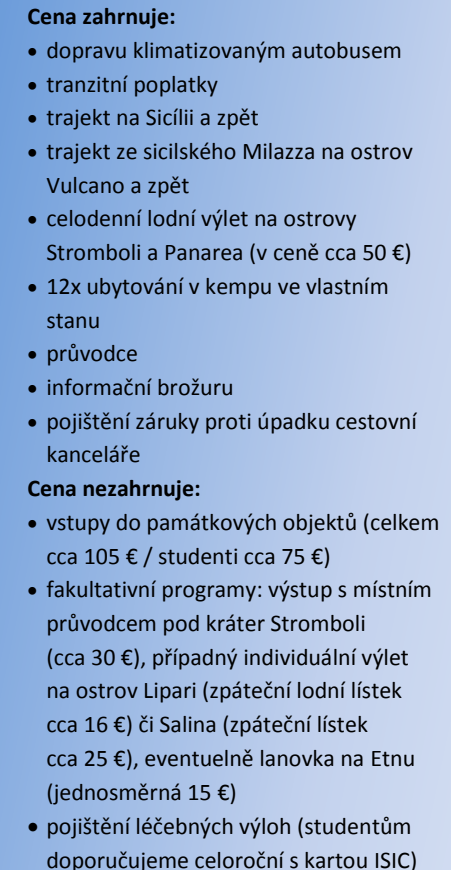 Cena zahrnuje:
• dopravu klimatizovaným autobusem
• tranzitní poplatky
• trajekt na Sicílii a zpět
• trajekt ze sicilského Milazza na ostrov
Vulcano a zpět
• celodenní lodní výlet na ostrovy
Stromboli a Panarea (v ceně cca 50 €)
• 12x ubytování v kempu ve vlastním
stanu
• průvodce
• informační brožuru
• pojištění záruky proti úpadku cestovní
kanceláře
Cena nezahrnuje:
• vstupy do památkových objektů (celkem
cca 105 € / studenti cca 75 €)
• fakultativní programy: výstup s místním
průvodcem pod kráter Stromboli
(cca 30 €), případný individuální výlet
na ostrov Lipari (zpáteční lodní lístek
cca 16 €) či Salina (zpáteční lístek
cca 25 €), eventuelně lanovka na Etnu
(jednosměrná 15 €)
• pojištění léčebných výloh (studentům
doporučujeme celoroční s kartou ISIC)